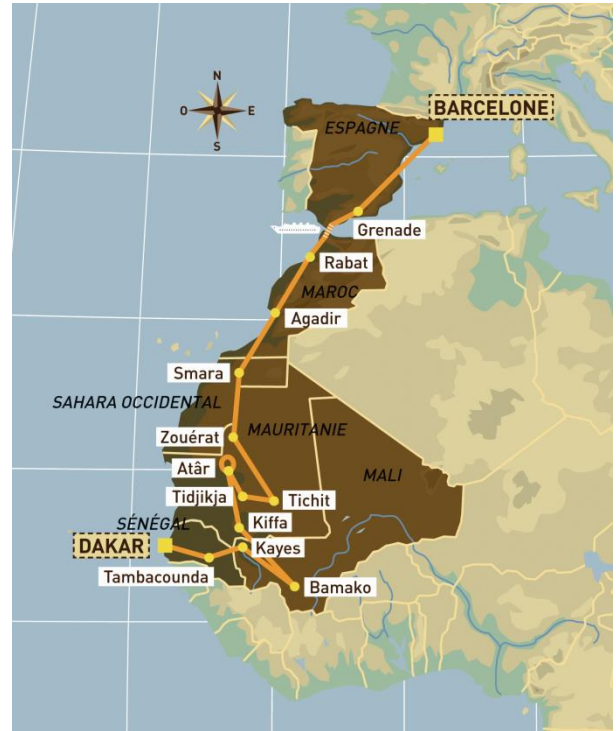 N
O E
S
BARCELONE
ESPAGNE
Grenade
Rabat
MAROC
Agadir
Smara
SAHARA OCCIDENTAL
Zouérat
MAURITANIE
Atâr
MALI
Tidjikja
Tichit
SÉNÉGAL
Kiffa
DAKAR
Kayes
Tambacounda
Bamako